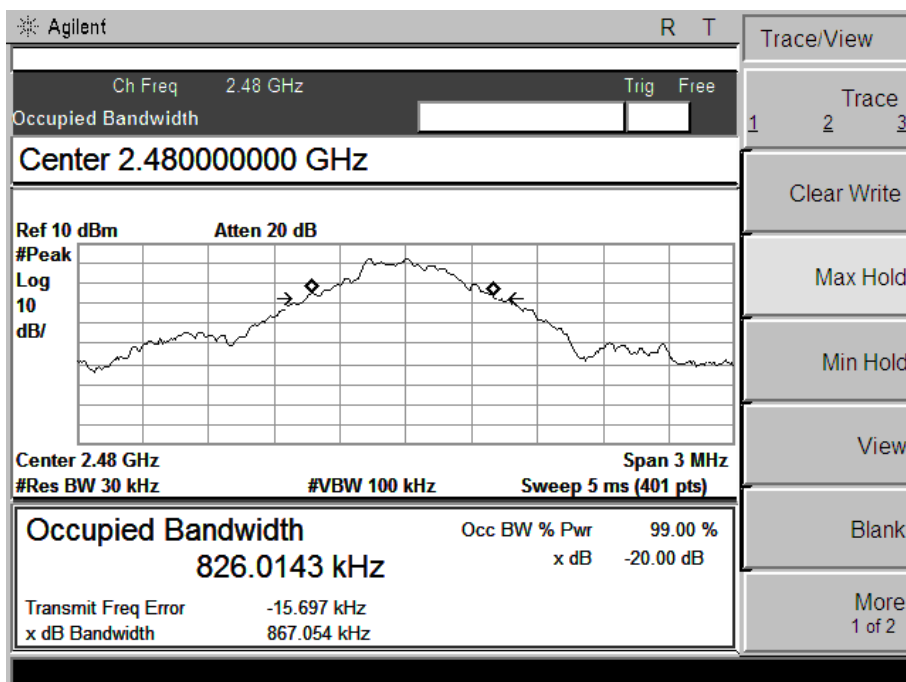 Agilent R T
Trace/View
Ch Freq 2.48 GHz Trig Free
Occupied Bandwidth
Trace
1 2 3
Center 2.480000000 GHz
Clear Write
Ref 10 dBm Atten 20 dB
#Peak
Log
10
dB/
Max Hold
Min Hold
View
Center 2.48 GHz Span 3 MHz
#Res BW 30 kHz #VBW 100 kHz Sweep 5 ms (401 pts)
Occupied Bandwidth
826.0143 kHz
Occ BW % Pwr 99.00 %
x dB -20.00 dB
Blank
Transmit Freq Error -15.697 kHz
x dB Bandwidth 867.054 kHz
More
1 of 2